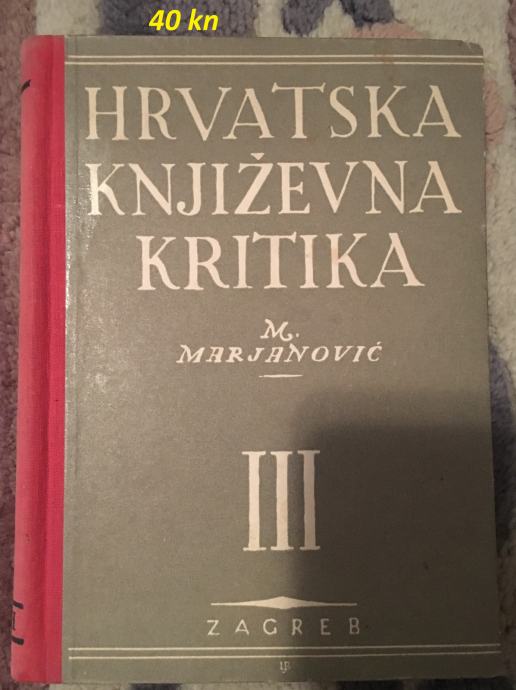 40 kn
HRVATSKA
KNJIŽEVNA
KRITIKA
M.
MARJANOVIĆ
III
ZAGREB